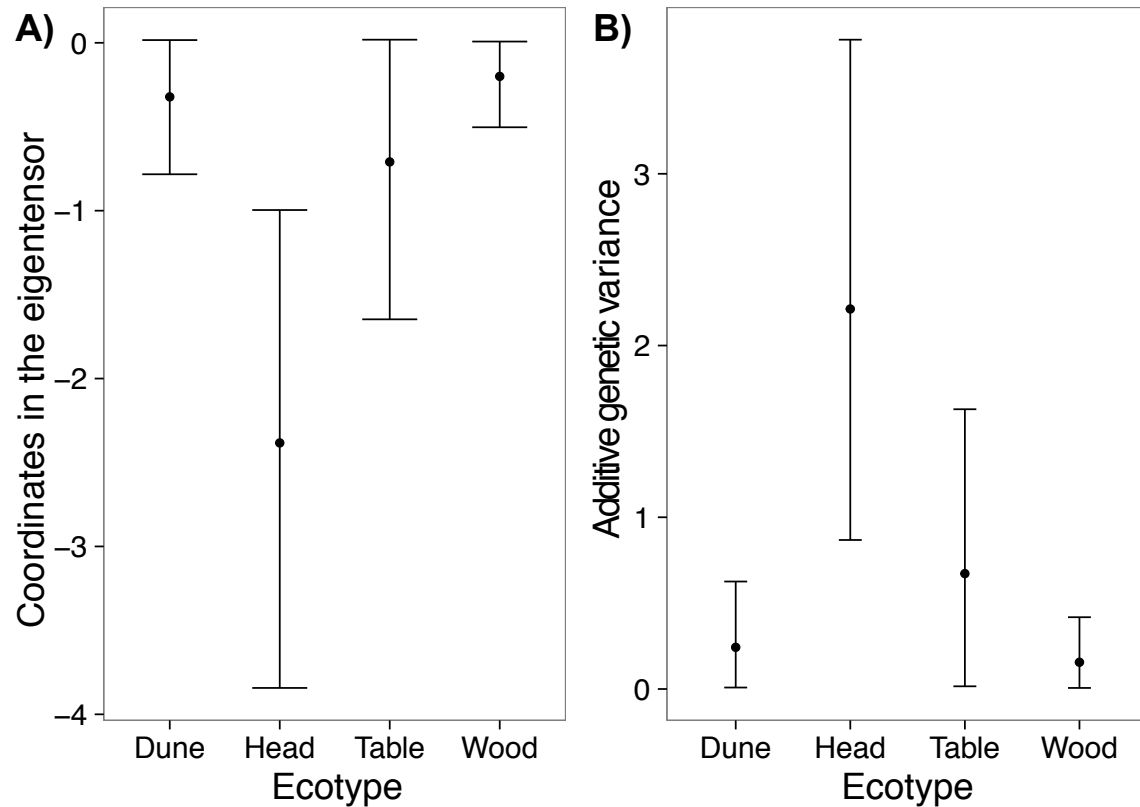 A)
Coordinates in the eigentensor
0
−1
−2
−3
−4
Dune Head Table Wood
Ecotype
B)
Additive genetic variance
3
2
1
0
Dune Head Table Wood
Ecotype